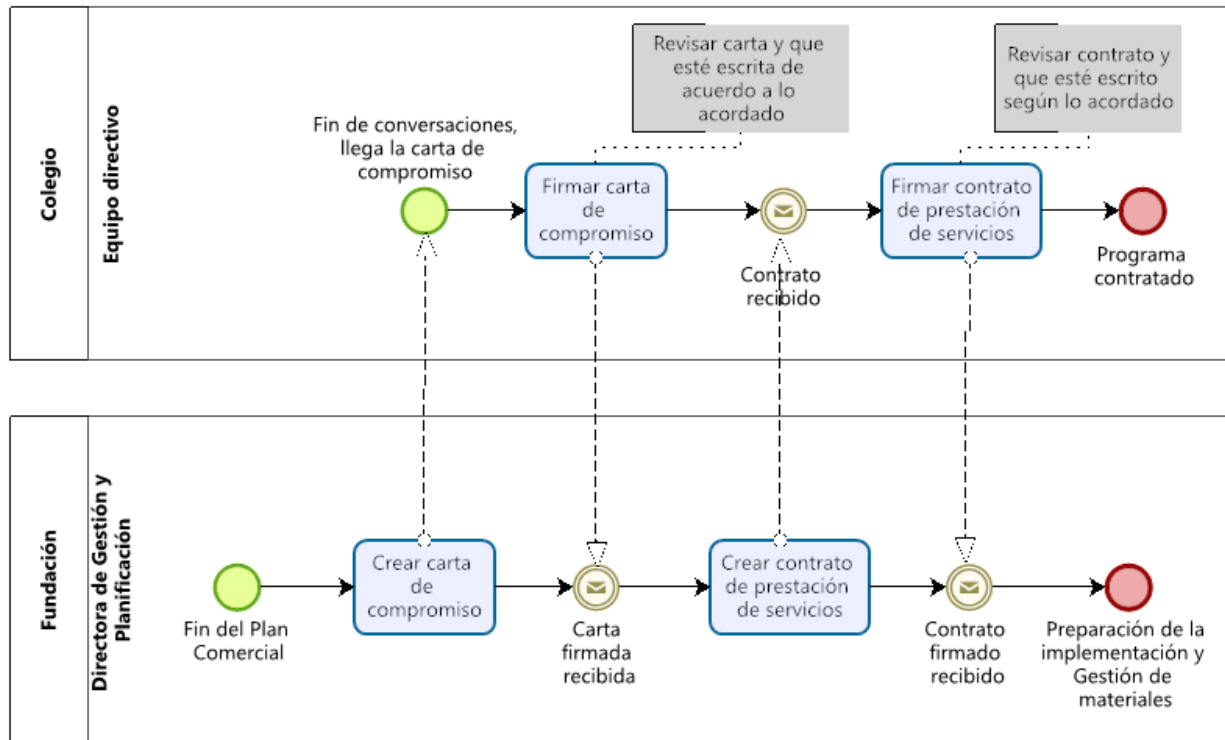 Colegio
Equipo directivo
Fin de conversaciones,
llega la carta de
compromiso
Revisar carta y que
esté escrita de
acuerdo a lo
acordado
Firmar carta
de
compromiso
Contrato
recibido
Revisar contrato y
que esté escrito
según lo acordado
Firmar contrato
de prestación
de servicios
Programa
contratado
Fundación
Directora de Gestión y
Planificación
Fin del Plan
Comercial
Crear carta
de
compromiso
Carta
firmada
recibida
Crear contrato
de prestación
de servicios
Contrato
firmado
recibido
Preparación de la
implementación y
Gestión de
materiales